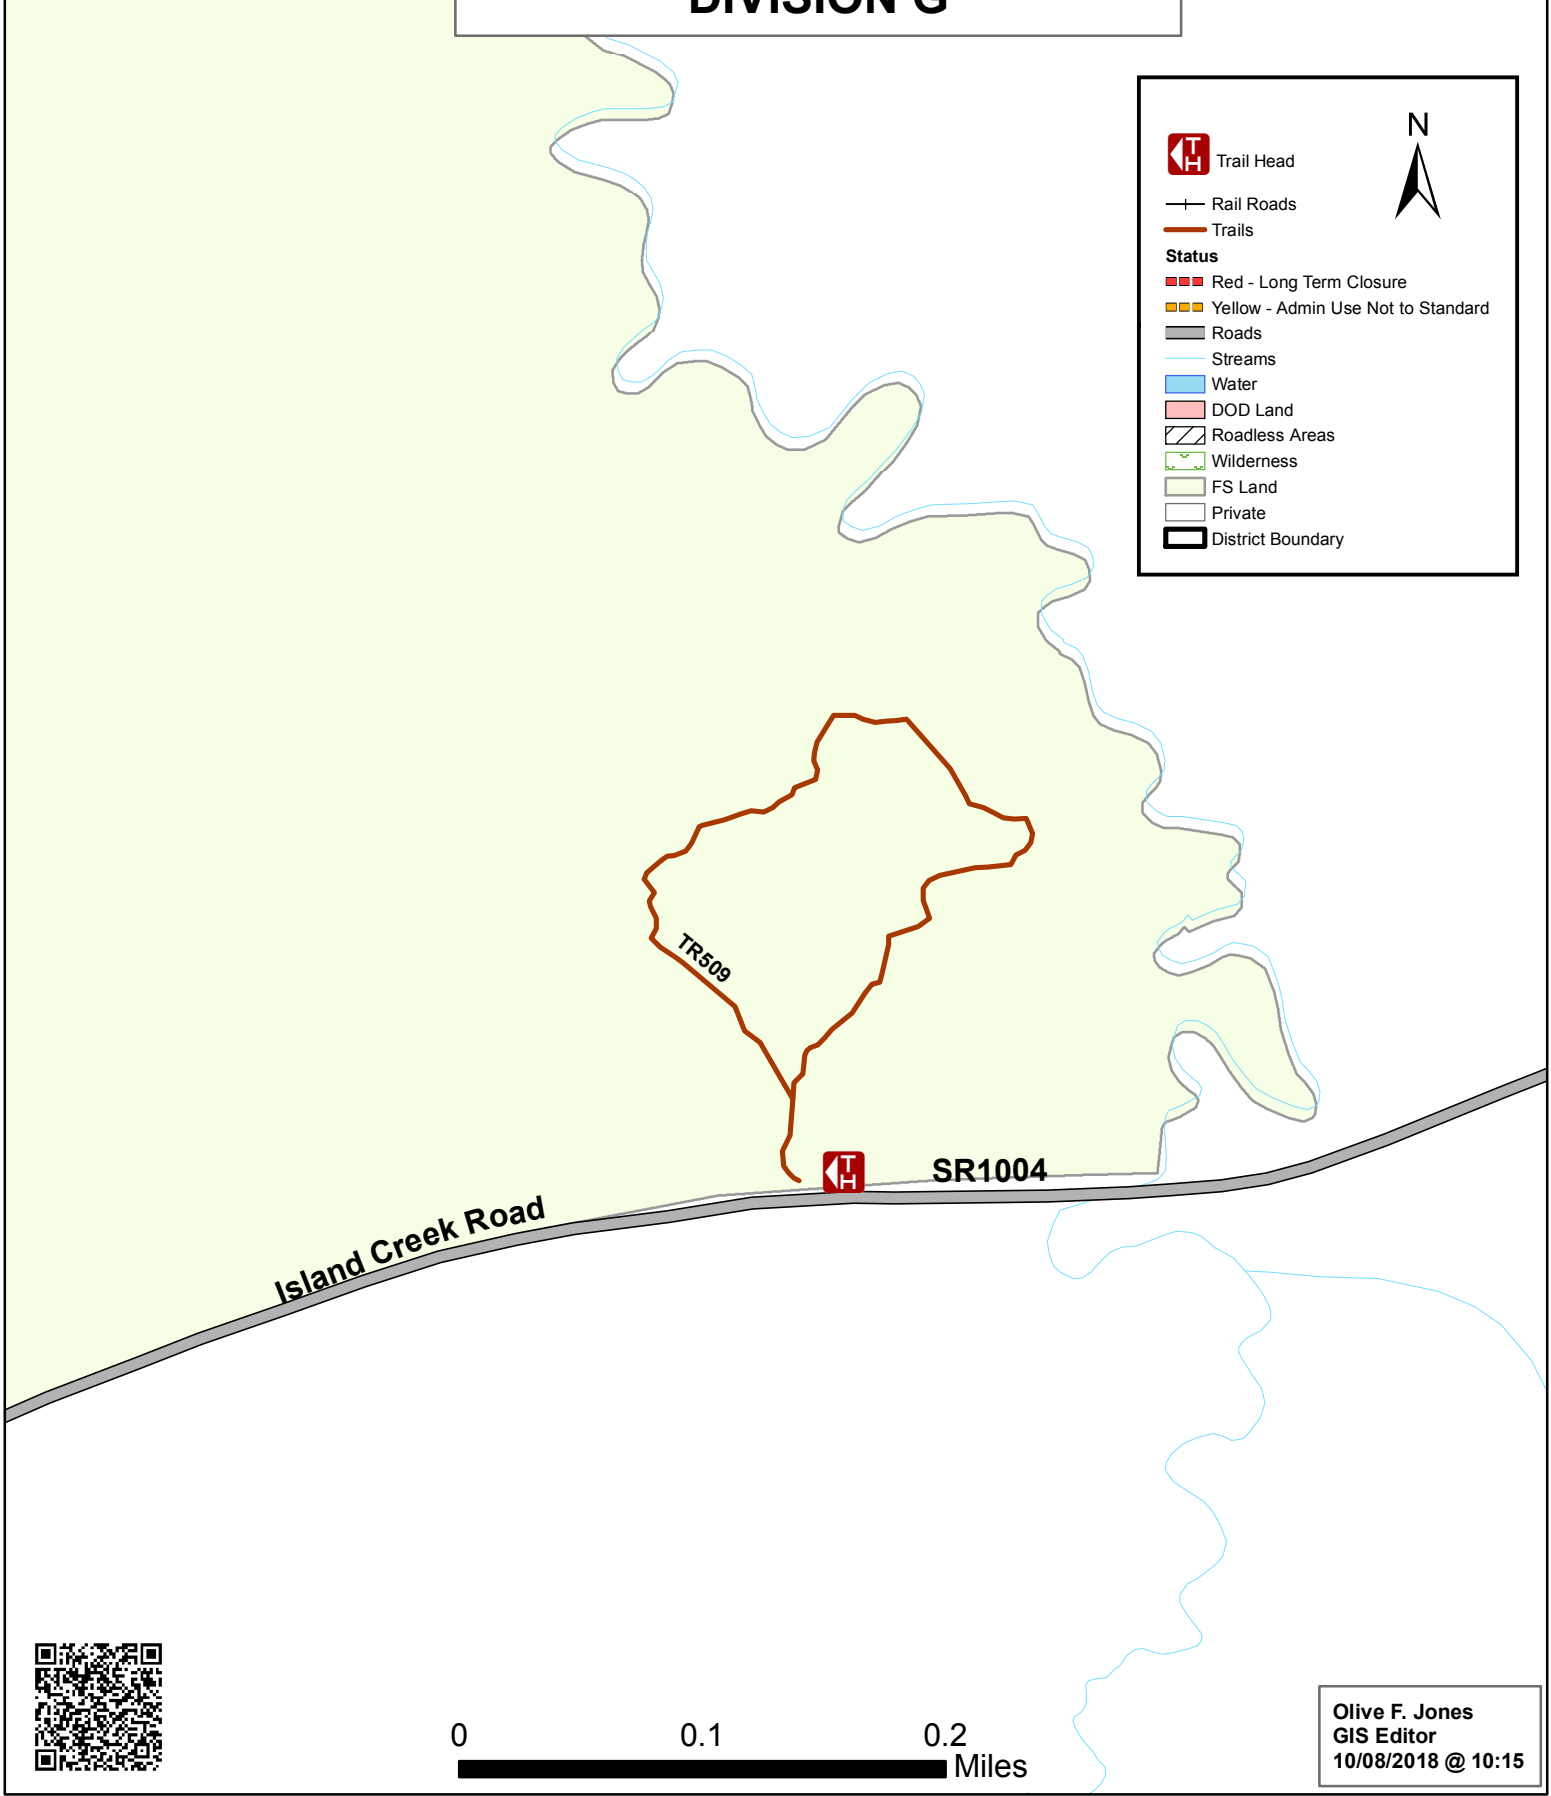 DIVISION G
N
TH
Trail Head
Rail Roads
Trails
Status
Red - Long Term Closure
Yellow - Admin Use Not to Standard
Roads
Streams
Water
DOD Land
Roadless Areas
Wilderness
FS Land
Private
District Boundary
TR509
TH
SR1004
Island Creek Road
0 0.1 0.2
Miles
Olive F. Jones
GIS Editor
10/08/2018 @ 10:15